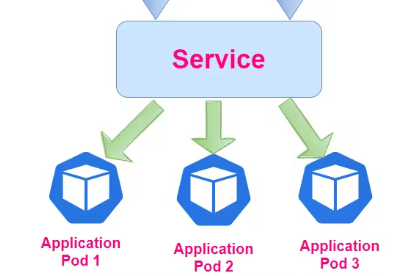 Service
Application
Pod 1
Application
Pod 2
Application
Pod 3